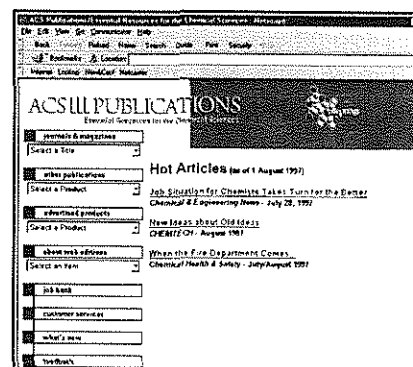 ACS Publications/Essential Resources for the Chemical Sciences - Netscape
File Edit View Go Communicator Help
Back Forward Reload Home Search Guide Print Security
Bookmarks Location
Internet Lookup New&Cool Netcaster
ACS PUBLICATIONS
Essential Resources for the Chemical Sciences
journals & magazines
Select a Title
other publications
Select a Product
advertised products
Select a Product
about web editions
Select an Item
job bank
customer services
what's new
feedback
Hot Articles (as of 1 August 1997)
Job Situation for Chemists Takes Turn for the Better
Chemical & Engineering News - July 28, 1997
New Ideas about Old Ideas
CHEMTECH - August 1997
When the Fire Department Comes...
Chemical Health & Safety - July/August 1997